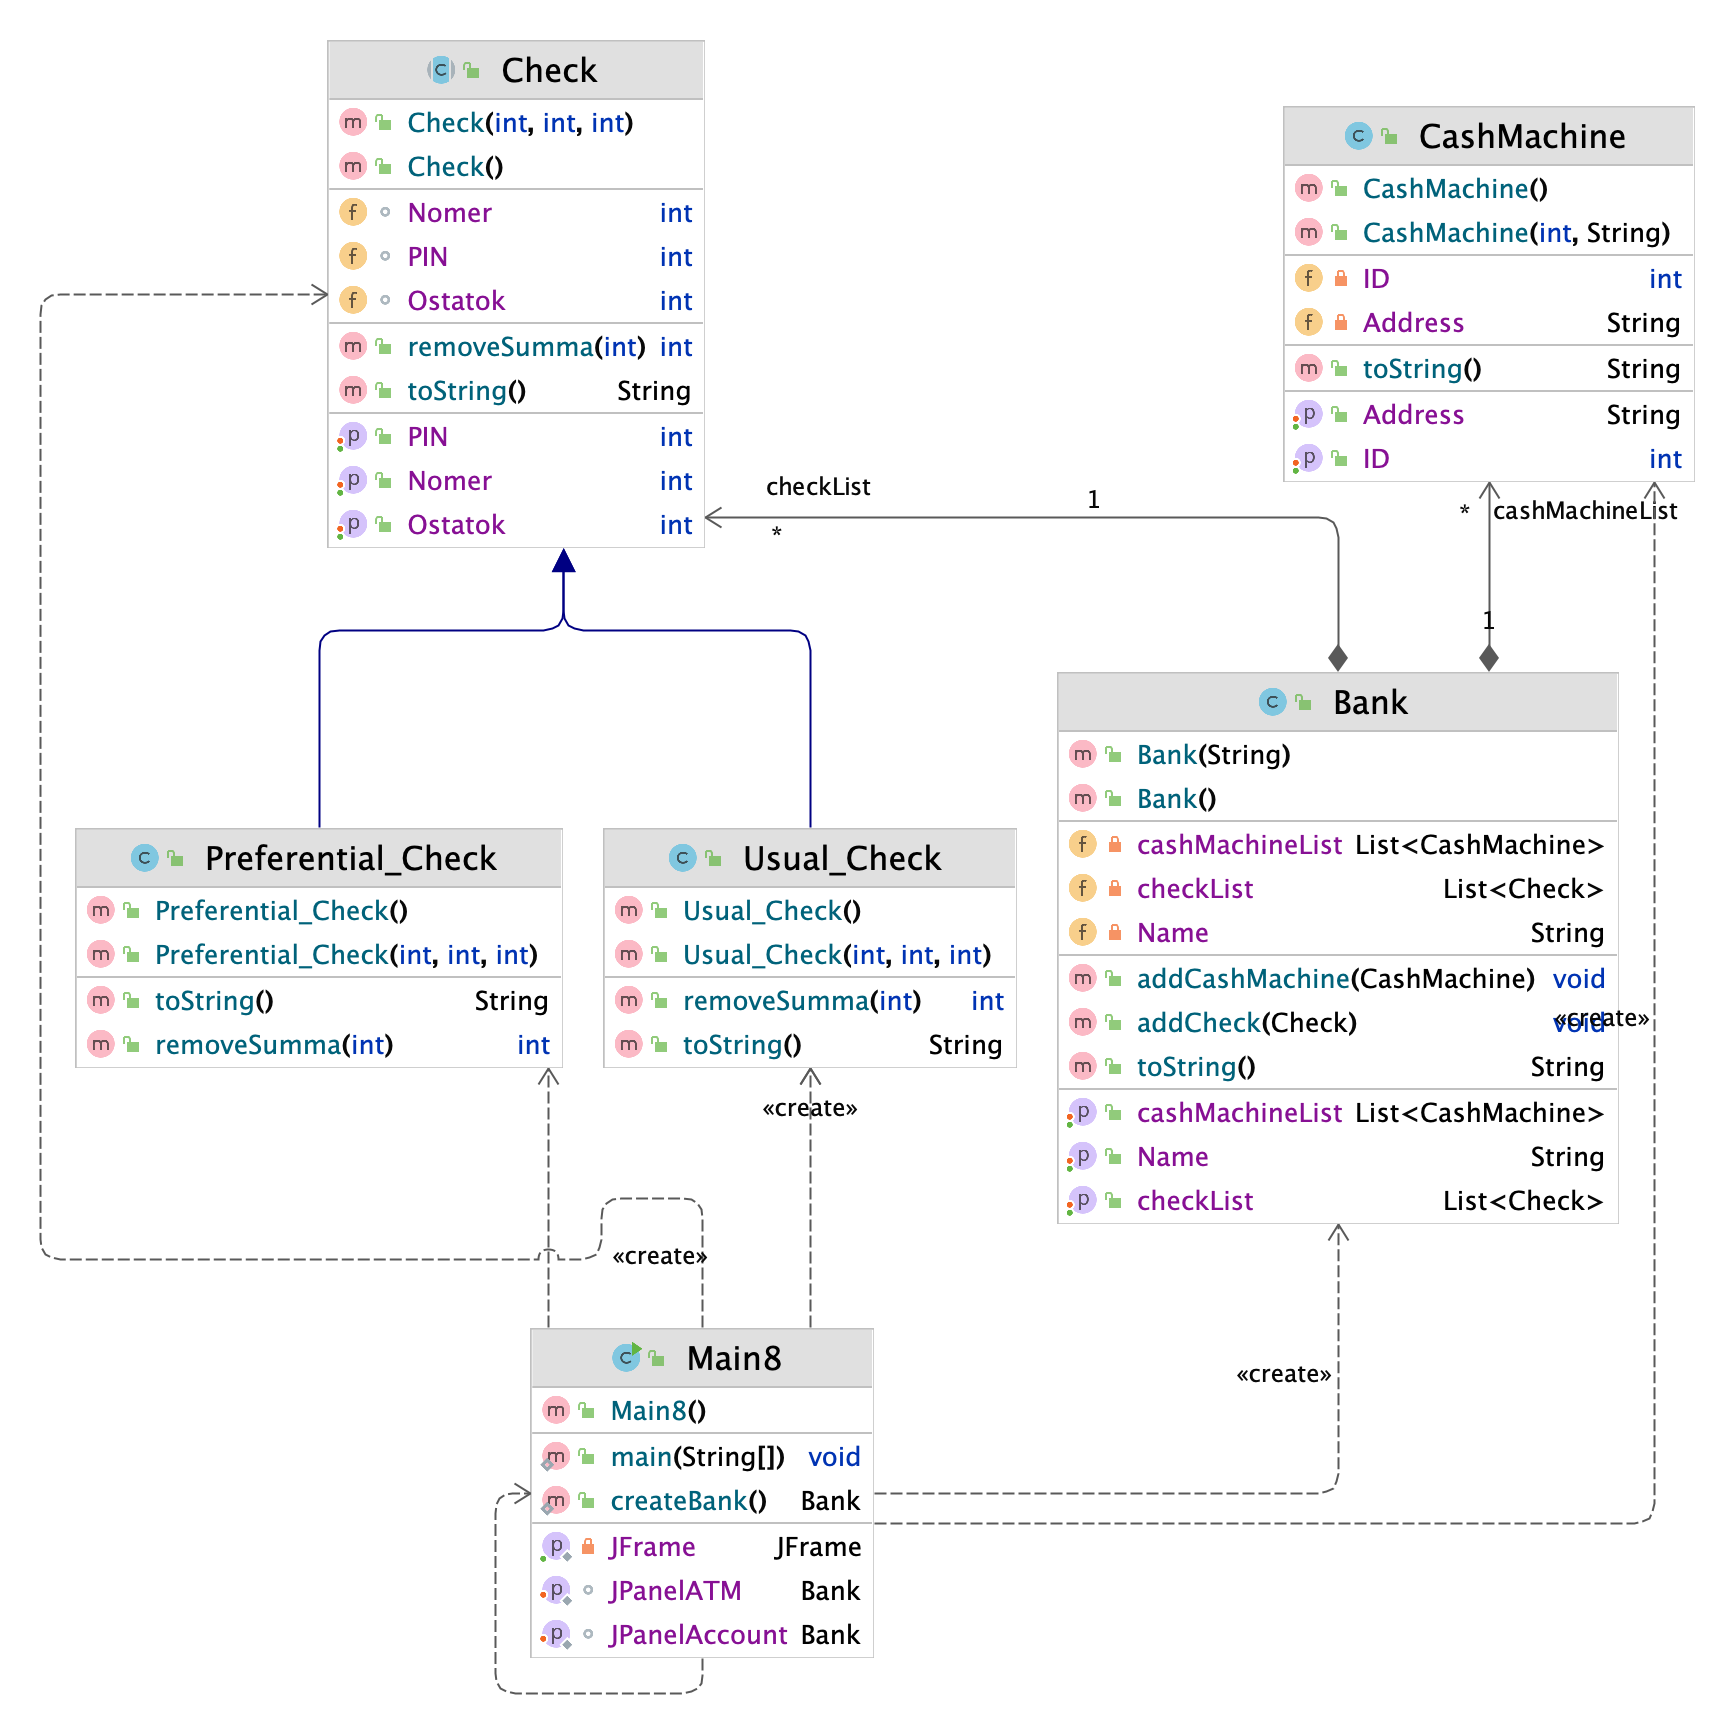 Check
Check(int, int, int)
Check()
Nomer int
PIN int
Ostatok int
removeSumma(int) int
toString() String
PIN int
Nomer int
Ostatok int
CashMachine
CashMachine()
CashMachine(int, String)
ID int
Address String
toString() String
Address String
ID int
checkList
1
*
* cashMachineList
1
Bank
Bank(String)
Bank()
cashMachineList List<CashMachine>
checkList List<Check>
Name String
addCashMachine(CashMachine) void
addCheck(Check) void
«create»
toString() String
cashMachineList List<CashMachine>
Name String
checkList List<Check>
Preferential_Check
Preferential_Check()
Preferential_Check(int, int, int)
toString() String
removeSumma(int) int
Usual_Check
Usual_Check()
Usual_Check(int, int, int)
removeSumma(int) int
toString() String
«create»
«create»
«create»
Main8
Main8()
main(String[]) void
createBank() Bank
JFrame JFrame
JPanelATM Bank
JPanelAccount Bank